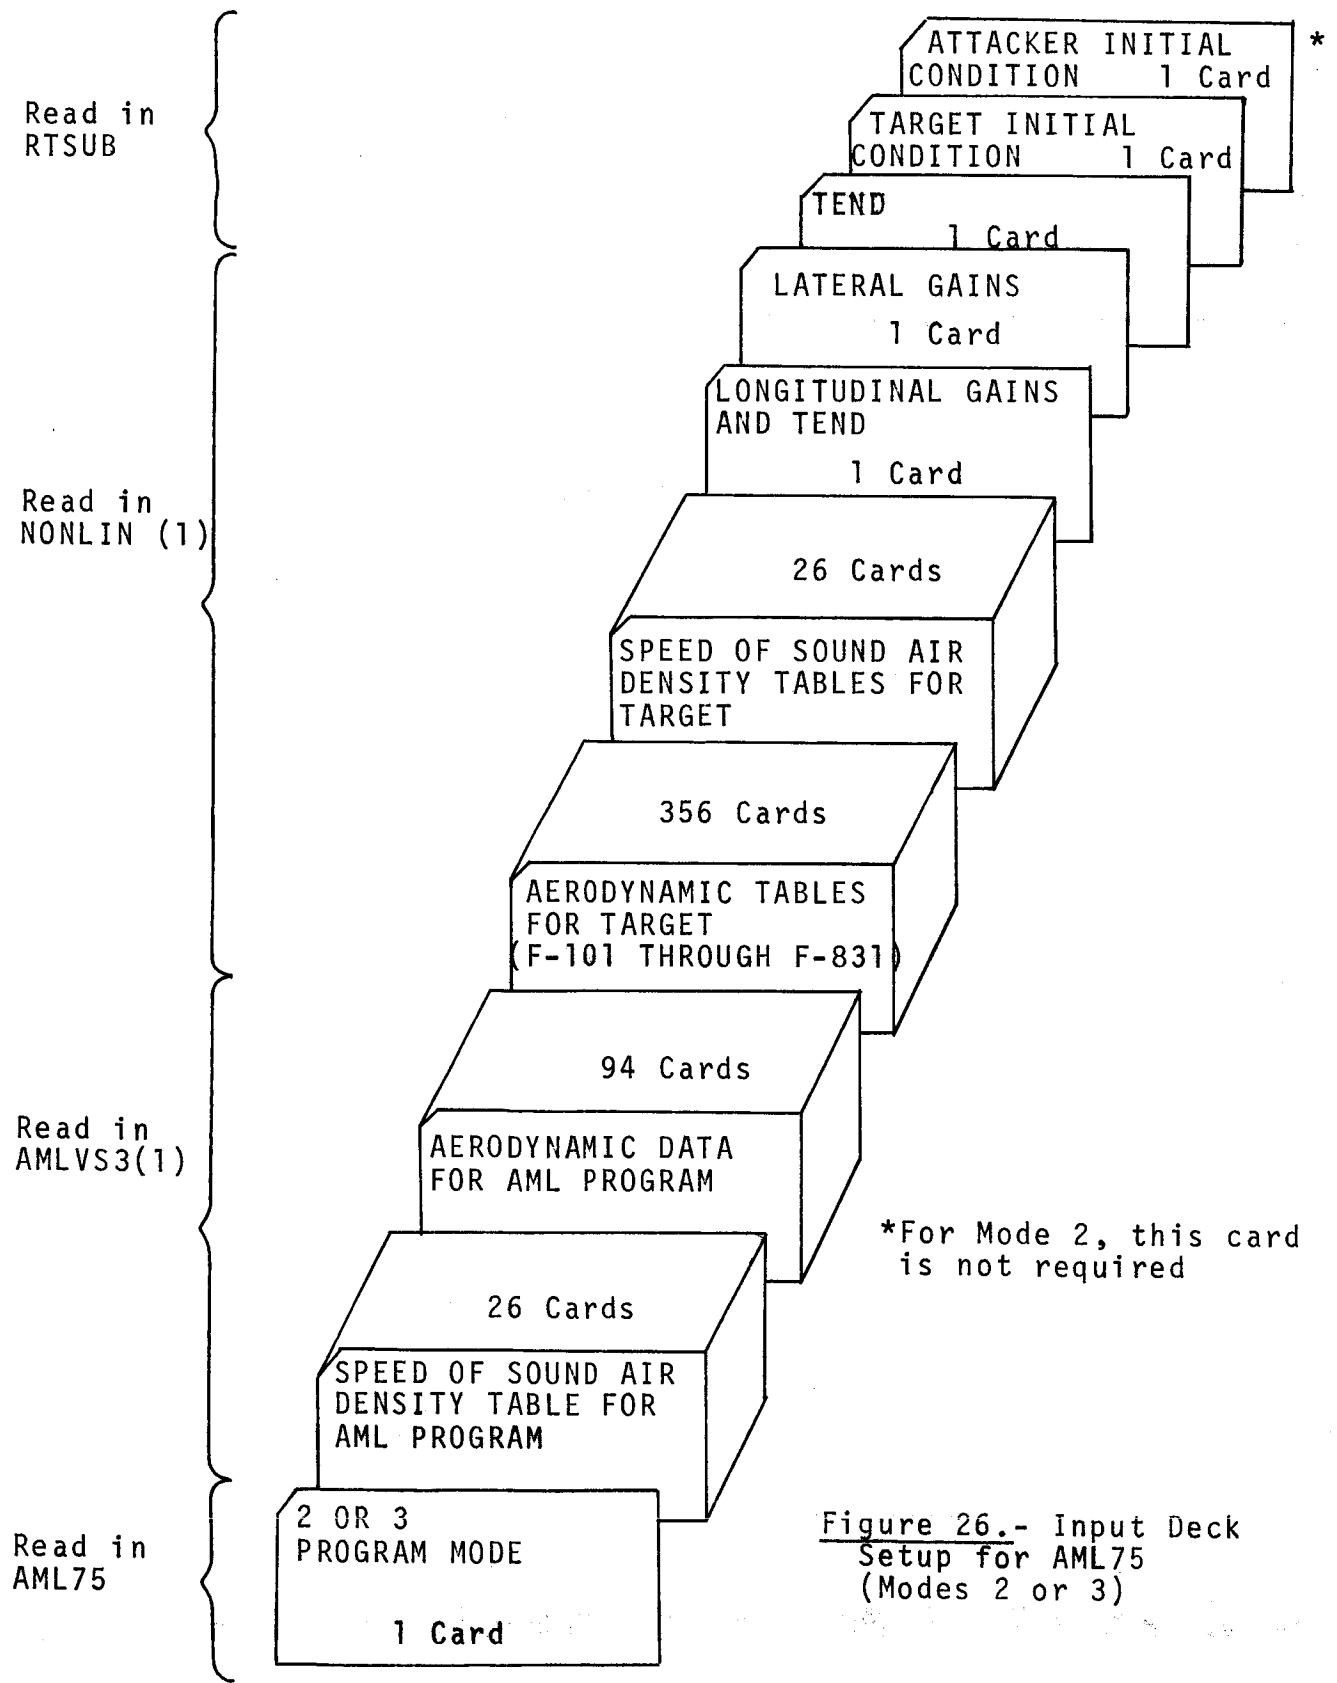 ATTACKER INITIAL *
CONDITION 1 Card
Read in
RTSUB
TARGET INITIAL
CONDITION 1 Card
TEND
1 Card
LATERAL GAINS
1 Card
LONGITUDINAL GAINS
AND TEND
1 Card
Read in
NONLIN (1)
26 Cards
SPEED OF SOUND AIR
DENSITY TABLES FOR
TARGET
356 Cards
AERODYNAMIC TABLES
FOR TARGET
(F-101 THROUGH F-831)
94 Cards
AERODYNAMIC DATA
FOR AML PROGRAM
Read in
AMLVS3(1)
*For Mode 2, this card
is not required
26 Cards
SPEED OF SOUND AIR
DENSITY TABLE FOR
AML PROGRAM
2 OR 3
PROGRAM MODE
1 Card
Read in
AML75
Figure 26.- Input Deck
Setup for AML75
(Modes 2 or 3)